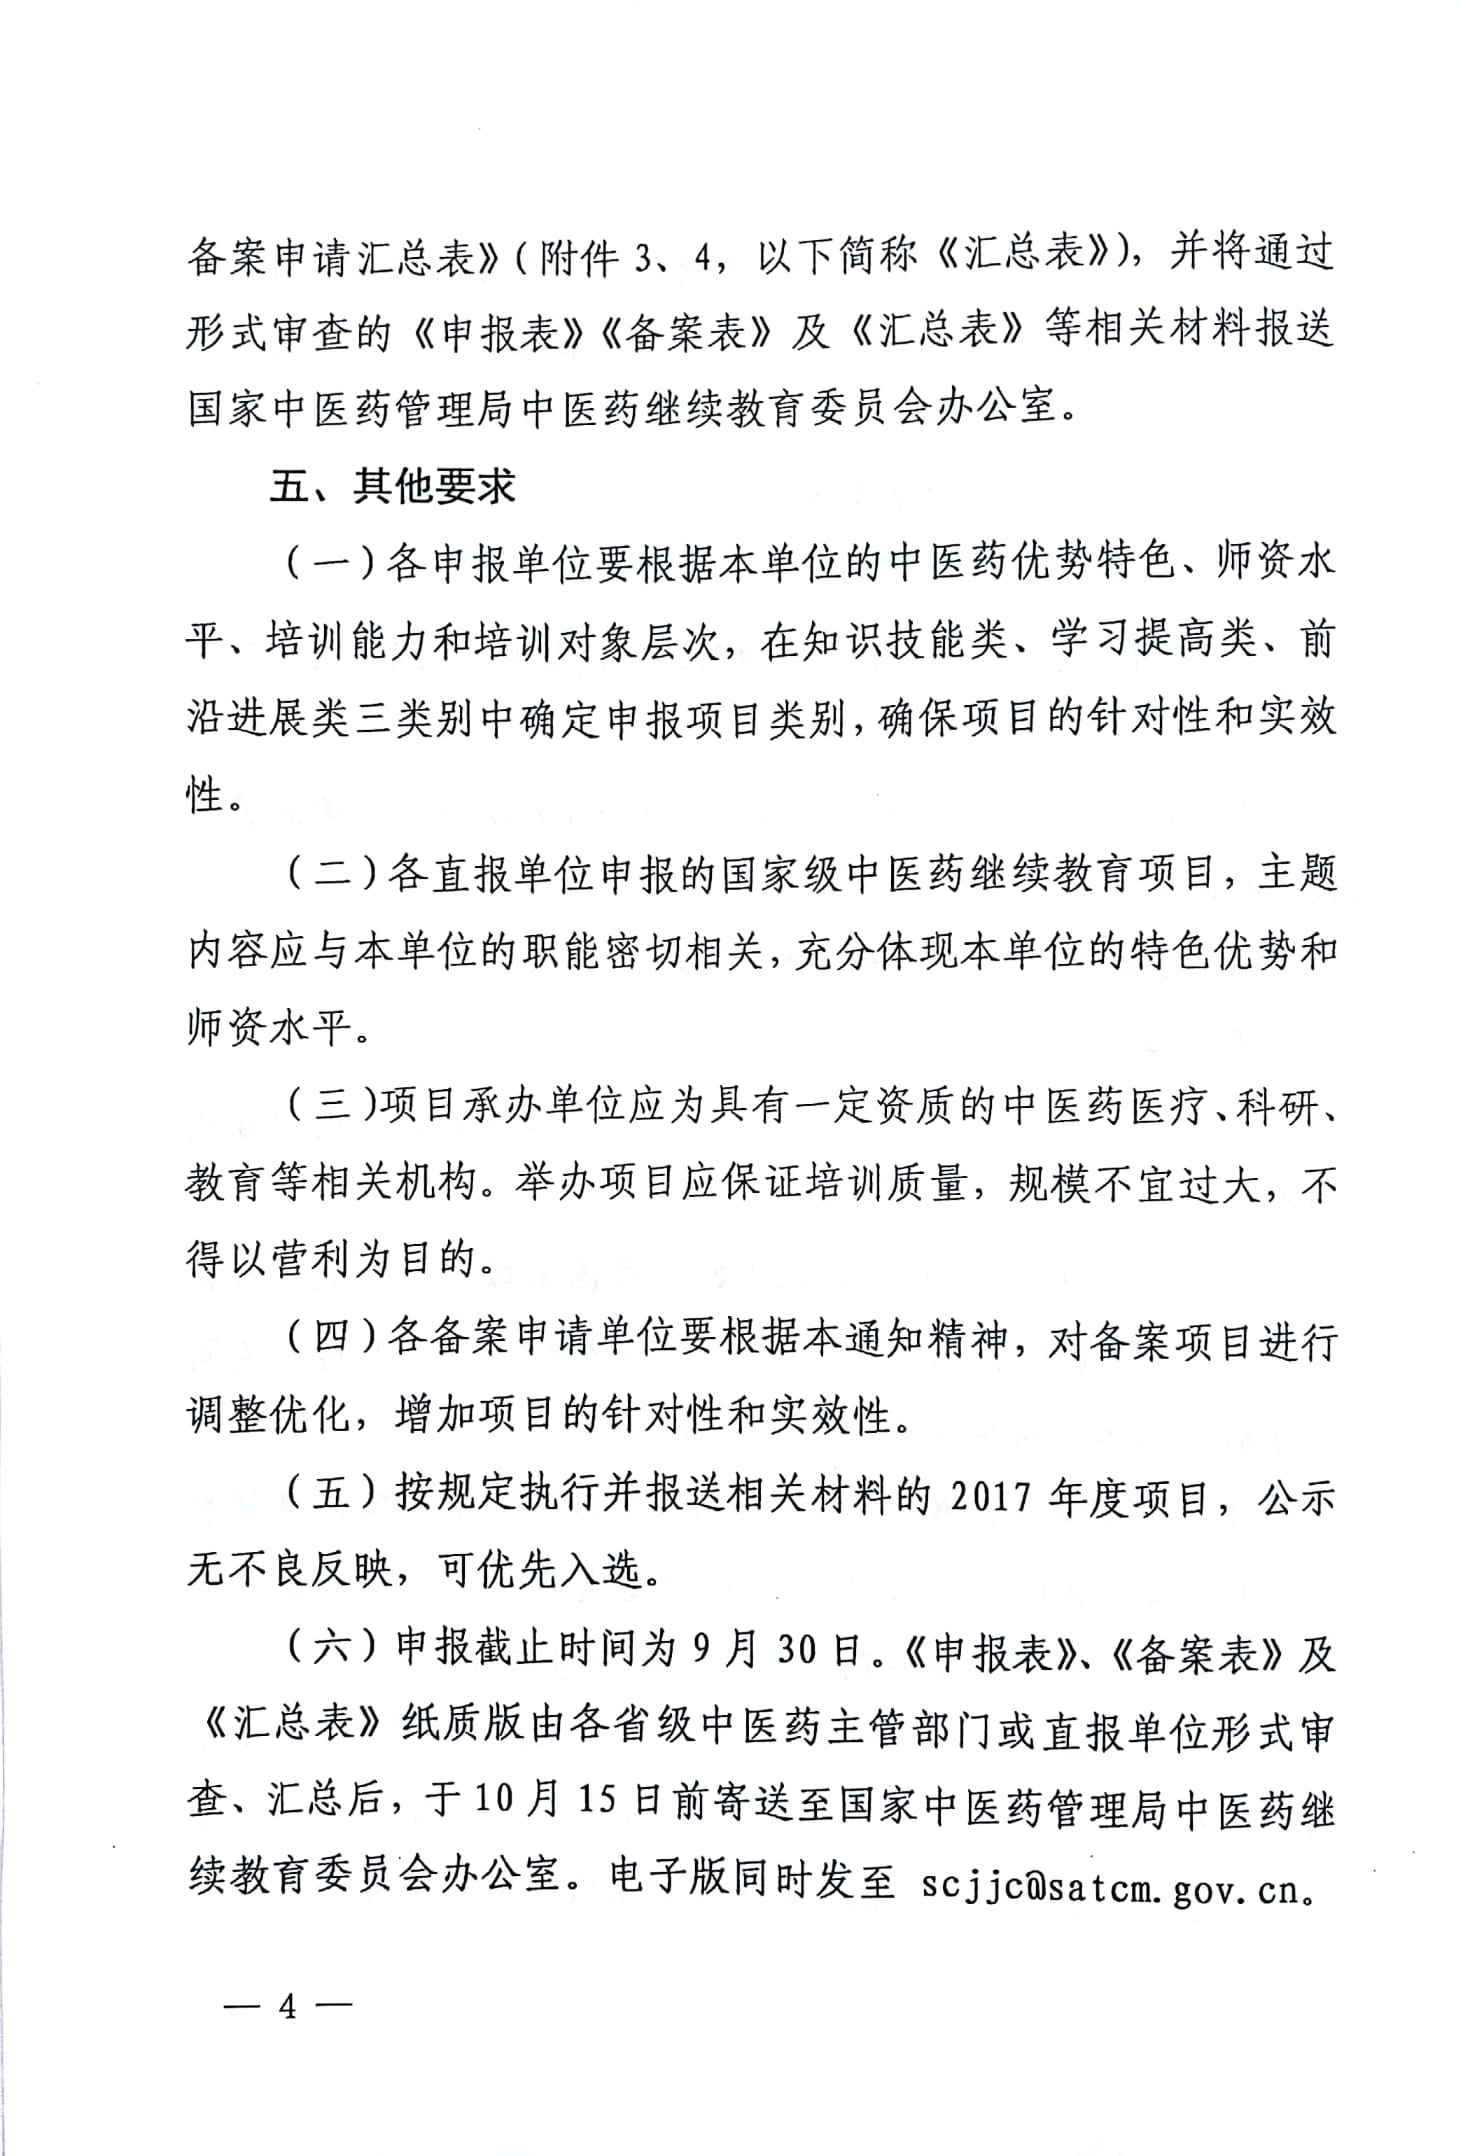 备案申请汇总表》（附件 3、4，以下简称《汇总表》），并将通过
形式审查的《申报表》《备案表》及《汇总表》等相关材料报送
国家中医药管理局中医药继续教育委员会办公室。
五、其他要求
（一）各申报单位要根据本单位的中医药优势特色、师资水
平、培训能力和培训对象层次，在知识技能类、学习提高类、前
沿进展类三类别中确定申报项目类别，确保项目的针对性和实效
性。
（二）各直报单位申报的国家级中医药继续教育项目，主题
内容应与本单位的职能密切相关，充分体现本单位的特色优势和
师资水平。
（三）项目承办单位应为具有一定资质的中医药医疗、科研、
教育等相关机构。举办项目应保证培训质量，规模不宜过大，不
得以营利为目的。
（四）各备案申请单位要根据本通知精神，对备案项目进行
调整优化，增加项目的针对性和实效性。
（五）按规定执行并报送相关材料的 2017 年度项目，公示
无不良反映，可优先入选。
（六）申报截止时间为 9 月 30 日。《申报表》、《备案表》及
《汇总表》纸质版由各省级中医药主管部门或直报单位形式审
查、汇总后，于 10 月 15 日前寄送至国家中医药管理局中医药继
续教育委员会办公室。电子版同时发至 scjjc@satcm.gov.cn。
— 4 —